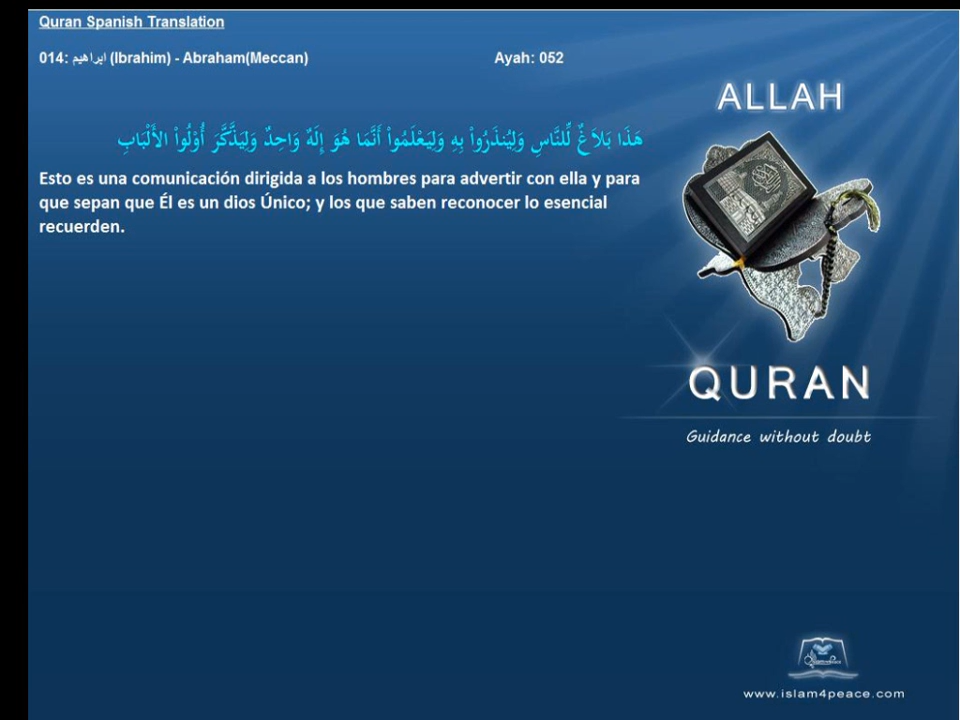 Quran Spanish Translation
014: ابراهيم (Ibrahim) - Abraham(Meccan) Ayah: 052
هَذَا بَلاَغٌ لِّلنَّاسِ وَلِيُنذَرُواْ بِهِ وَلِيَعْلَمُواْ أَنَّمَا هُوَ إِلَهٌ وَاحِدٌ وَلِيَذَّكَّرَ أُوْلُواْ الأَلْبَابِ
Esto es una comunicación dirigida a los hombres para advertir con ella y para
que sepan que Él es un dios Único; y los que saben reconocer lo esencial
recuerden.
ALLAH
QURAN
Guidance without doubt
www.islam4peace.com